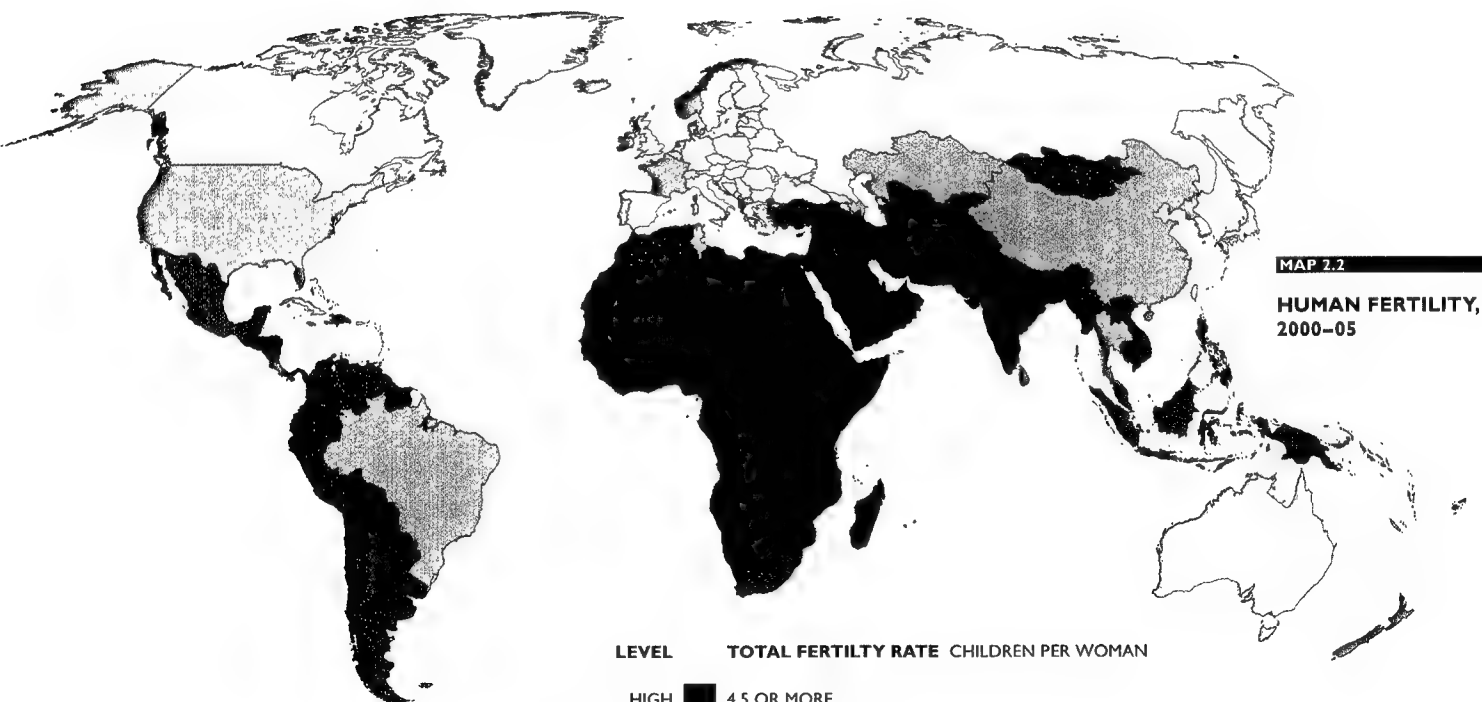 MAP 2.2
HUMAN FERTILITY,
2000–05
LEVEL TOTAL FERTILTY RATE CHILDREN PER WOMAN
HIGH 4.5 OR MORE